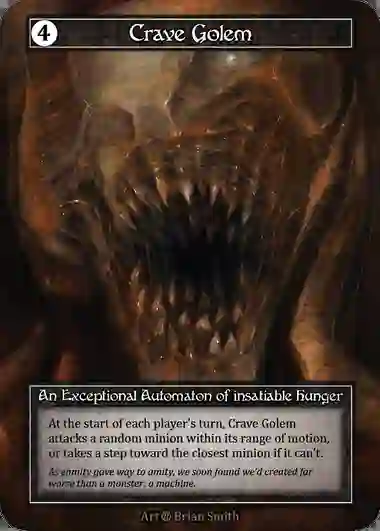 4
Crave Golem
An Exceptional Automaton of insatiable hunger
At the start of each player's turn, Crave Golem
attacks a random minion within its range of motion,
or takes a step toward the closest minion if it can't.
As enmity gave way to amity, we soon found we'd created far
worse than a monster: a machine.
Art @ Brian Smith